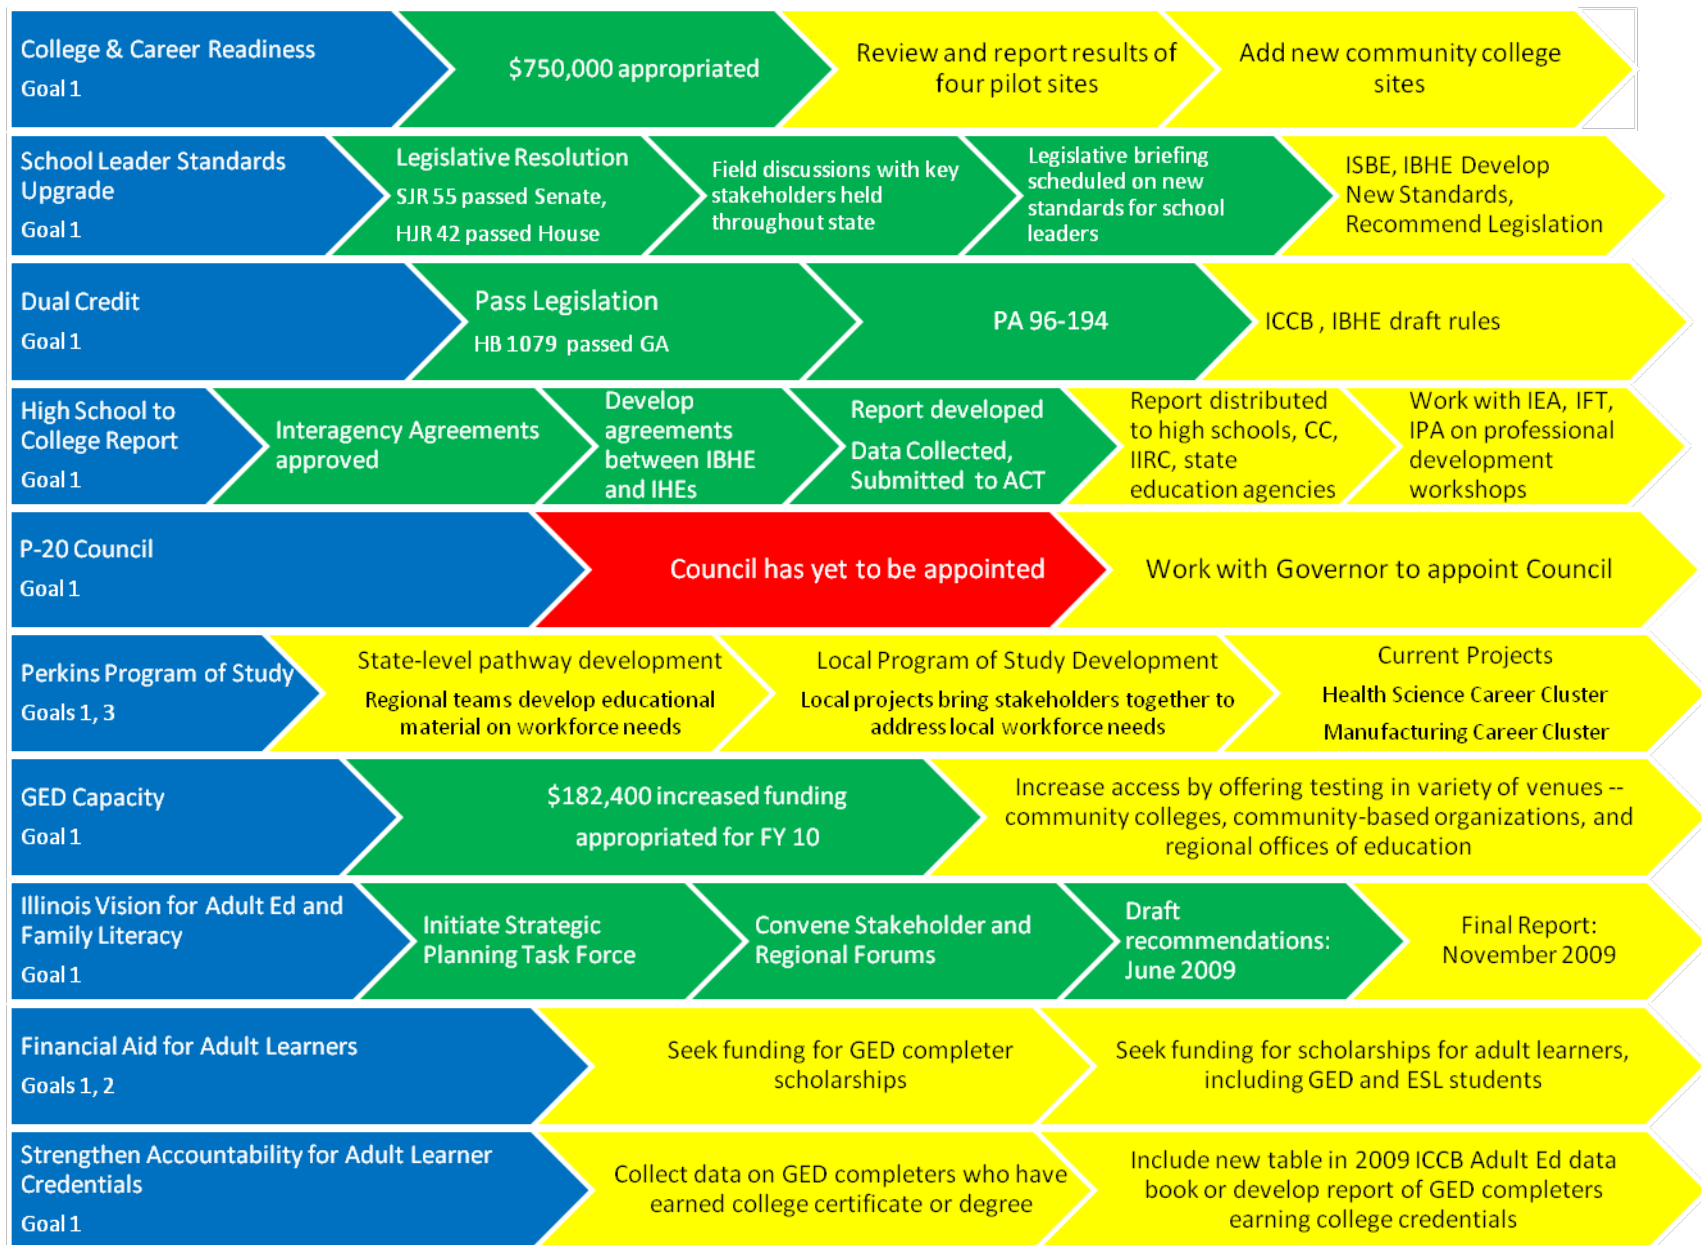 College & Career Readiness
Goal 1
$750,000 appropriated
Review and report results of
four pilot sites
Add new community college
sites
School Leader Standards
Upgrade
Goal 1
Legislative Resolution
SJR 55 passed Senate,
HJR 42 passed House
Field discussions with key
stakeholders held
throughout state
Legislative briefing
scheduled on new
standards for school
leaders
ISBE, IBHE Develop
New Standards,
Recommend Legislation
Dual Credit
Goal 1
Pass Legislation
HB 1079 passed GA
PA 96-194
ICCB , IBHE draft rules
High School to
College Report
Goal 1
Interagency Agreements
approved
Develop
agreements
between IBHE
and IHEs
Report developed
Data Collected,
Submitted to ACT
Report distributed
to high schools, CC,
IIRC, state
education agencies
Work with IEA, IFT,
IPA on professional
development
workshops
P-20 Council
Goal 1
Council has yet to be appointed
Work with Governor to appoint Council
Perkins Program of Study
Goals 1, 3
State-level pathway development
Regional teams develop educational
material on workforce needs
Local Program of Study Development
Local projects bring stakeholders together to
address local workforce needs
Current Projects
Health Science Career Cluster
Manufacturing Career Cluster
GED Capacity
Goal 1
$182,400 increased funding
appropriated for FY 10
Increase access by offering testing in variety of venues --
community colleges, community-based organizations, and
regional offices of education
Illinois Vision for Adult Ed and
Family Literacy
Goal 1
Initiate Strategic
Planning Task Force
Convene Stakeholder and
Regional Forums
Draft
recommendations:
June 2009
Final Report:
November 2009
Financial Aid for Adult Learners
Goals 1, 2
Seek funding for GED completer
scholarships
Seek funding for scholarships for adult learners,
including GED and ESL students
Strengthen Accountability for Adult Learner
Credentials
Goal 1
Collect data on GED completers who have
earned college certificate or degree
Include new table in 2009 ICCB Adult Ed data
book or develop report of GED completers
earning college credentials